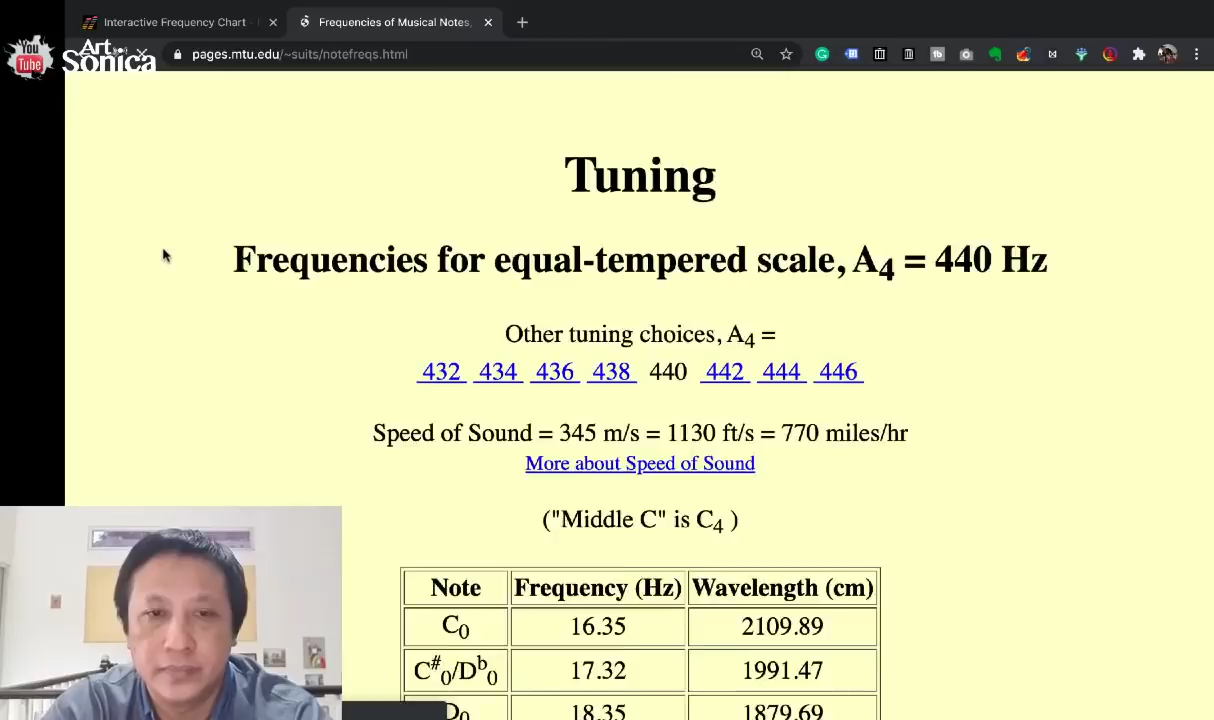 Interactive Frequency Chart
Frequencies of Musical Notes,
You
Tube
Art
Sonica
pages.mtu.edu/~suits/notefreqs.html
Tuning
Frequencies for equal-tempered scale, A4 = 440 Hz
Other tuning choices, A4 =
432 434 436 438 440 442 444 446
Speed of Sound = 345 m/s = 1130 ft/s = 770 miles/hr
More about Speed of Sound
("Middle C" is C4 )
Note Frequency (Hz) Wavelength (cm)
C0 16.35 2109.89
C#0/Db0 17.32 1991.47
D0 18.35 1879.69